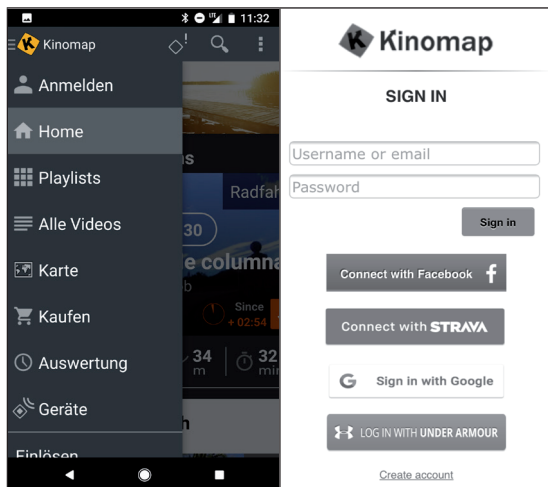 11:32
Kinomap
Anmelden
Home
Playlists
Alle Videos
Karte
Kaufen
Auswertung
Geräte
Einlösen
Radfah
30
e columna
Since
+ 02:54
34
m
32
min
Kinomap
SIGN IN
Username or email
Password
Sign in
Connect with Facebook
Connect with STRAVA
Sign in with Google
LOG IN WITH UNDER ARMOUR
Create account